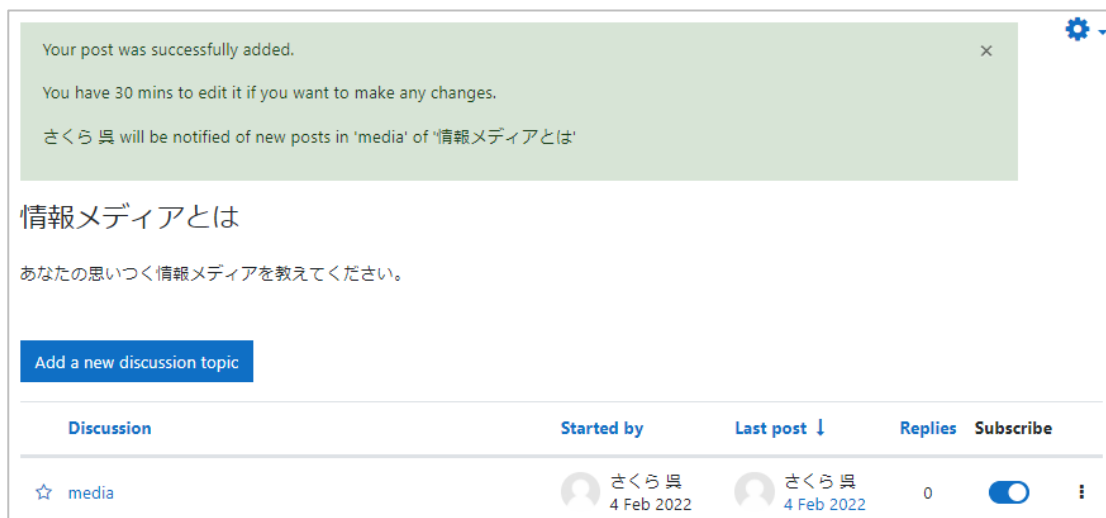 Your post was successfully added.
You have 30 mins to edit it if you want to make any changes.
さくら 呉 will be notified of new posts in 'media' of '情報メディアとは'
情報メディアとは
あなたの思いつく情報メディアを教えてください。
Add a new discussion topic
Discussion Started by Last post ↓ Replies Subscribe
media さくら 呉 さくら 呉 0
4 Feb 2022 4 Feb 2022